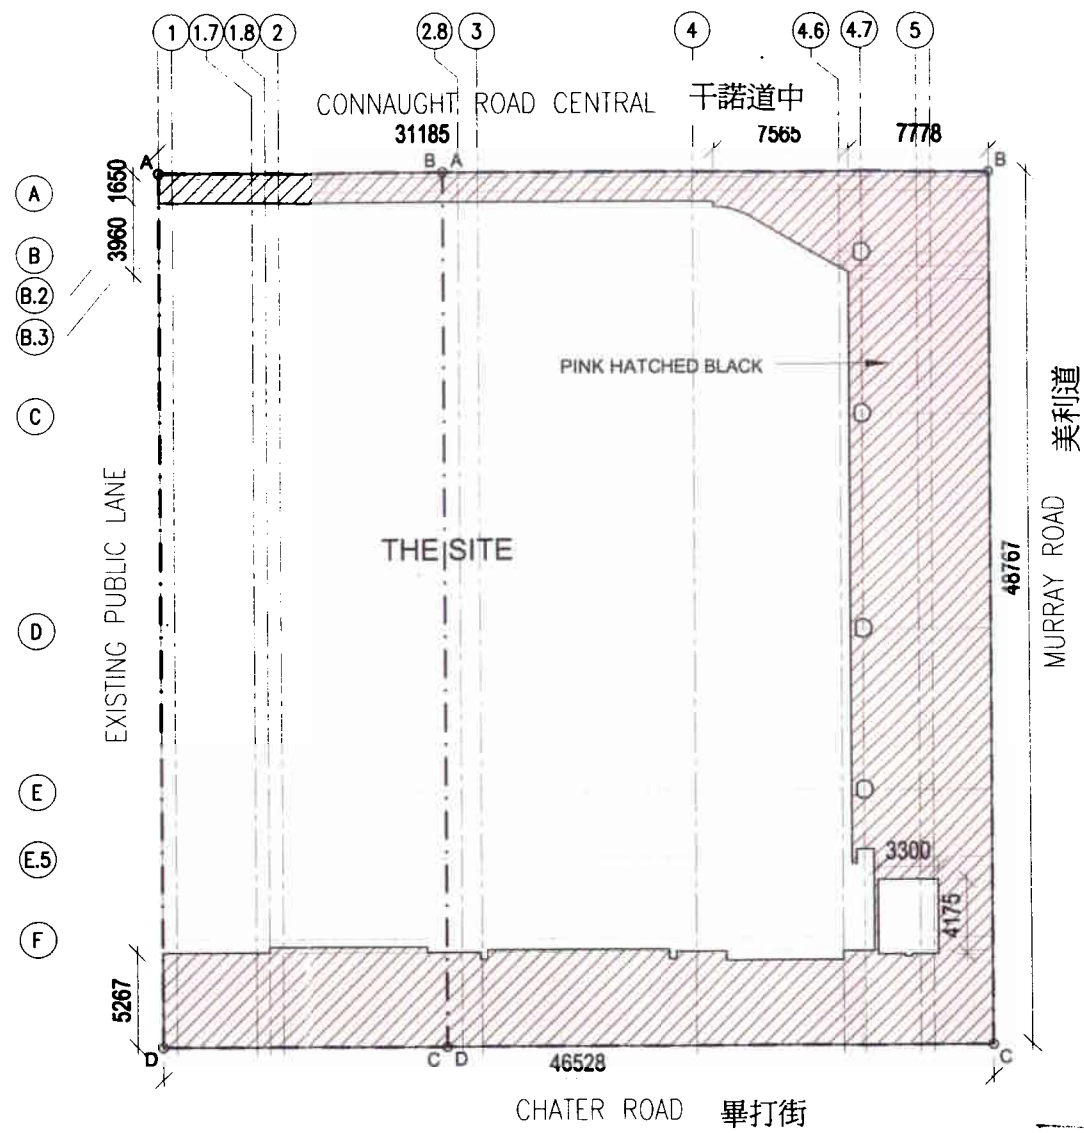 1 1.7 1.8 2 2.8 3 4 4.6 4.7 5
CONNAUGHT ROAD CENTRAL 干諾道中
31185 7565 7778
A B A B
A
1650
B
3960
B.2
B.3
PINK HATCHED BLACK
C
美利道
EXISTING PUBLIC LANE
THE SITE
MURRAY ROAD
48767
D
E
E.5
3300
4175
F
5267
D C D C
46528
CHATER ROAD 畢打街